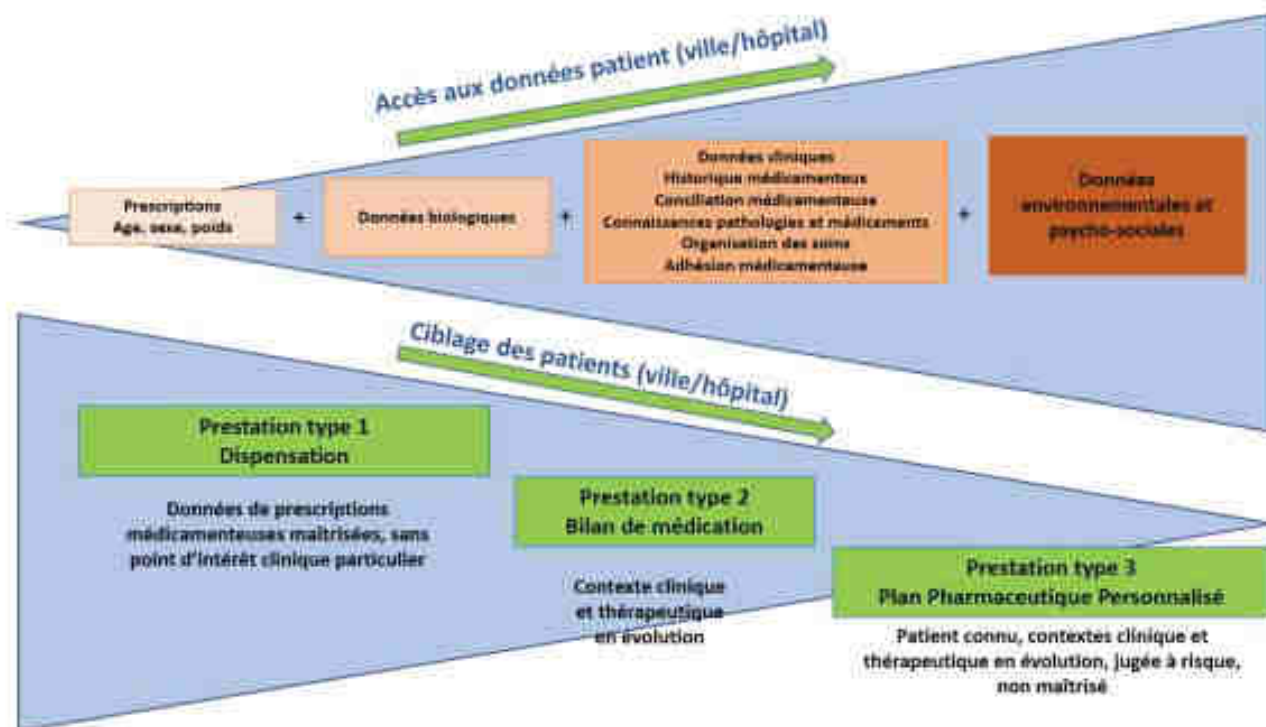 Accès aux données patient (ville/hôpital)
Prescriptions
Age, sexe, poids
+
Données biologiques
+
Données cliniques
Historique médicamenteux
Conciliation médicamenteuse
Connaissances pathologies et médicaments
Organisation des soins
Adhésion médicamenteuse
+
Données
environnementales et
psycho-sociales
Ciblage des patients (ville/hôpital)
Prestation type 1
Dispensation
Données de prescriptions
médicamenteuses maîtrisées, sans
point d'intérêt clinique particulier
Prestation type 2
Bilan de médication
Contexte clinique
et thérapeutique
en évolution
Prestation type 3
Plan Pharmaceutique Personnalisé
Patient connu, contextes clinique et
thérapeutique en évolution, jugée à risque,
non maîtrisé